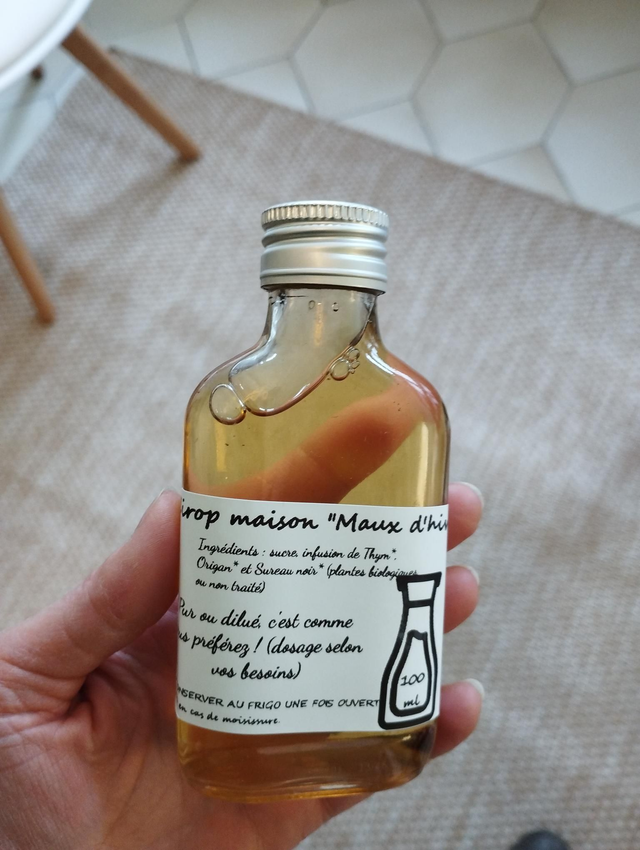 irop maison "Maux d'hiv
Ingrédients : sucre, infusion de Thym*,
Origan* et Sureau noir* (plantes biologiques
ou non traité)
Pur ou dilué, c'est comme
us préférez ! (dosage selon
vos besoins)
NSERVER AU FRIGO UNE FOIS OUVERT
en cas de moisissure.
100
ml